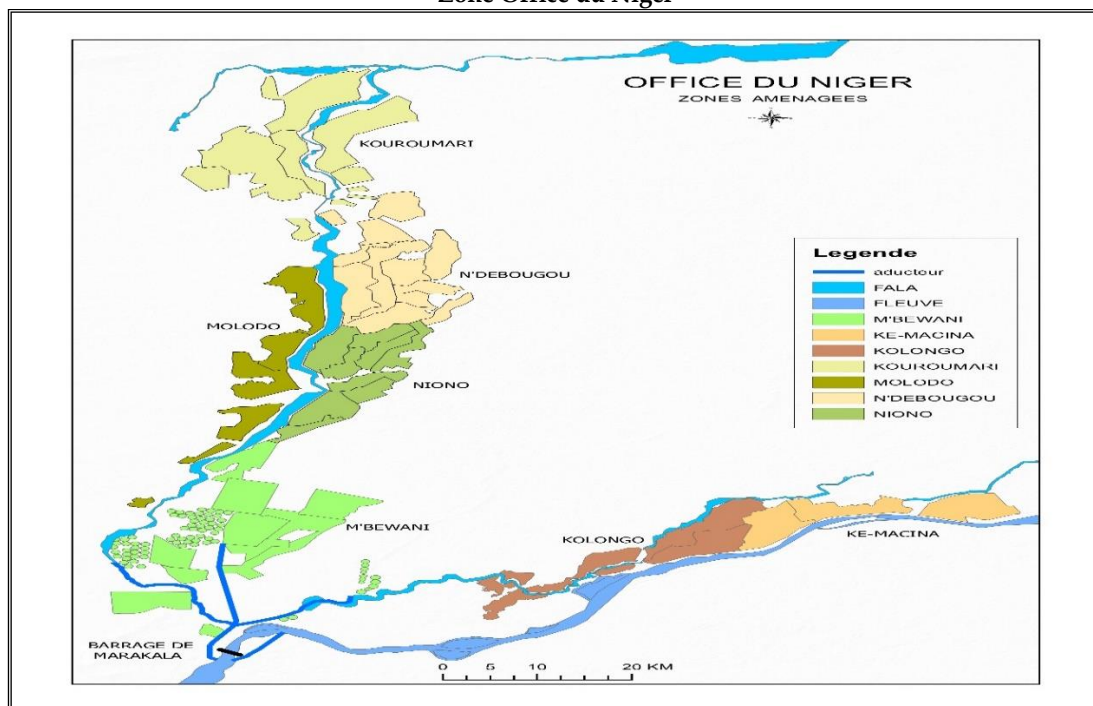 Zone Office du Niger
OFFICE DU NIGER
ZONES AMENAGEES
KOUROUMARI
N'DEBOUGOU
MOLODO
NIONO
M'BEWANI
KOLONGO
KE-MACINA
BARRAGE DE
MARAKALA
Legende
aducteur
FALA
FLEUVE
M'BEWANI
KE-MACINA
KOLONGO
KOUROUMARI
MOLODO
N'DEBOUGOU
NIONO
0 5 10 20 KM